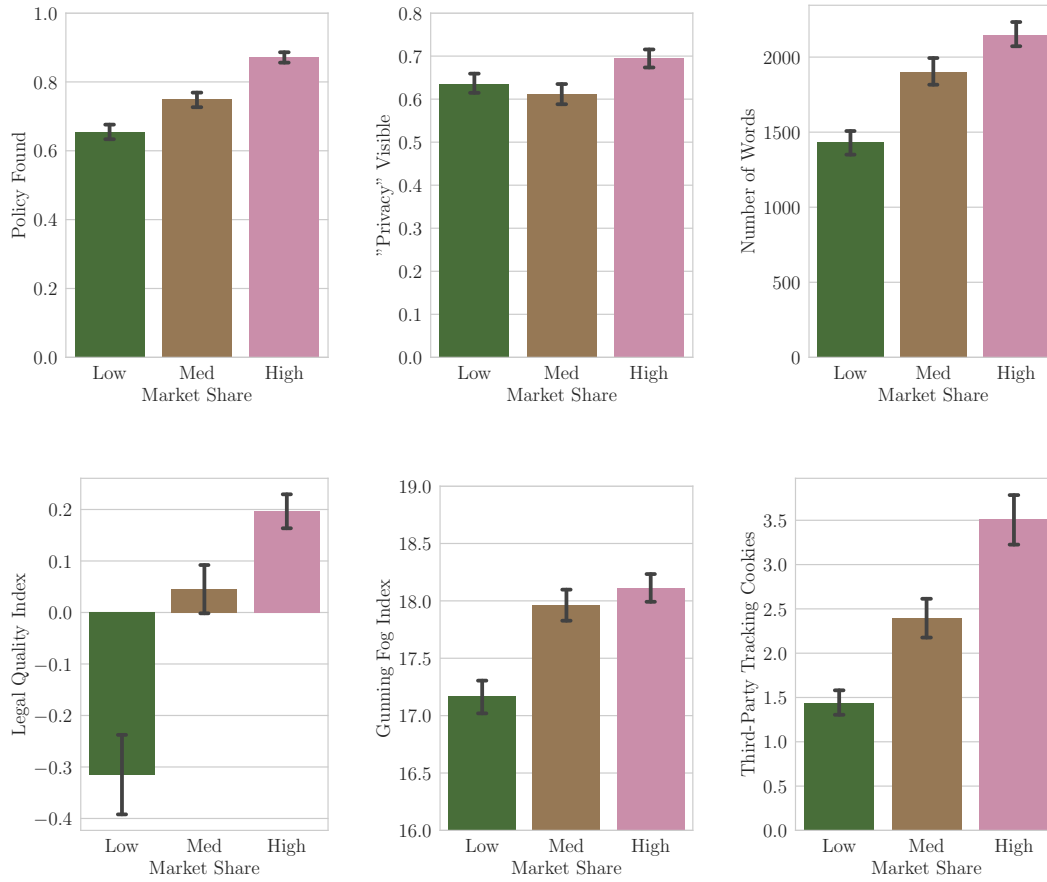 Policy Found
1.0
0.8
0.6
0.4
0.2
0.0
Low Med High
Market Share
”Privacy” Visible
0.8
0.7
0.6
0.5
0.4
0.3
0.2
0.1
0.0
Low Med High
Market Share
Number of Words
2000
1500
1000
500
0
Low Med High
Market Share
Legal Quality Index
0.2
0.1
0.0
−0.1
−0.2
−0.3
−0.4
Low Med High
Market Share
Gunning Fog Index
19.0
18.5
18.0
17.5
17.0
16.5
16.0
Low Med High
Market Share
Third-Party Tracking Cookies
3.5
3.0
2.5
2.0
1.5
1.0
0.5
0.0
Low Med High
Market Share